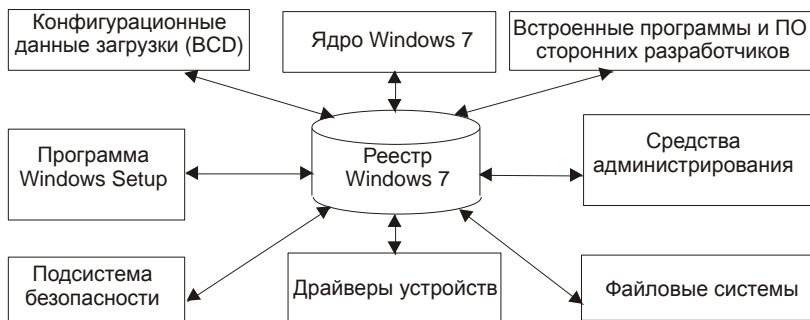 Конфигурационные
данные загрузки (BCD)
Ядро Windows 7
Встроенные программы и ПО
сторонних разработчиков
Программа
Windows Setup
Реестр
Windows 7
Средства
администрирования
Подсистема
безопасности
Драйверы устройств
Файловые системы